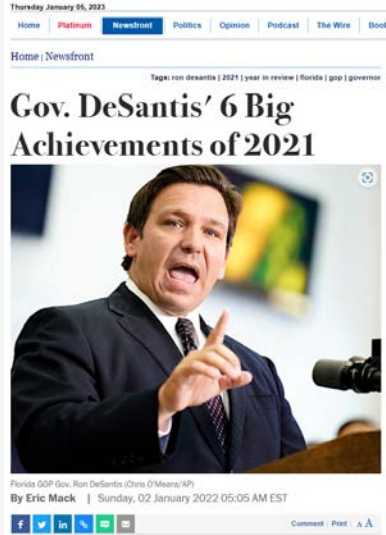 Thursday January 05, 2023
Home Platinum Newsfront Politics Opinion Podcast The Wire
Home | Newsfront
Tags: ron desantis | 2021 | year in review | florida | gop | governor
Gov. DeSantis' 6 Big
Achievements of 2021
Florida GOP Gov. Ron DeSantis (Chris O'Meara/AP)
By Eric Mack | Sunday, 02 January 2022 05:05 AM EST
Comment Print A A